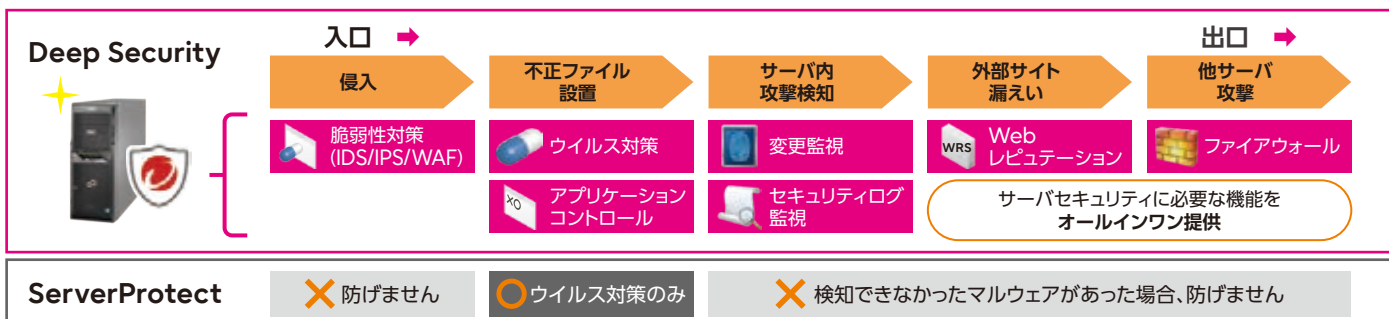 Deep Security
入口
出口
侵入
不正ファイル
設置
サーバ内
攻撃検知
外部サイト
漏えい
他サーバ
攻撃
脆弱性対策
(IDS/IPS/WAF)
ウイルス対策
変更監視
WRS
Web
レピュテーション
ファイアウォール
XO
アプリケーション
コントロール
セキュリティログ
監視
サーバセキュリティに必要な機能を
オールインワン提供
ServerProtect
防げません
ウイルス対策のみ
検知できなかったマルウェアがあった場合、防げません